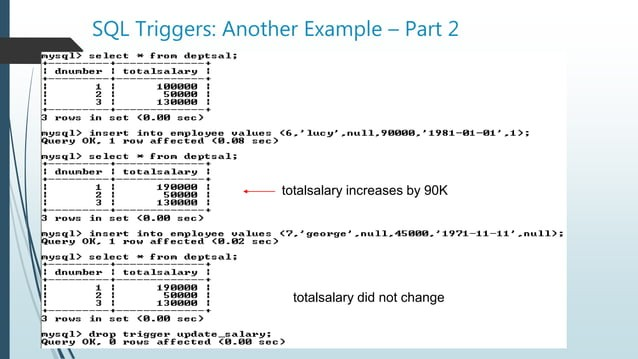 SQL Triggers: Another Example – Part 2
mysql> select * from deptsal;
+---------+-------------+
| dnumber | totalsalary |
+---------+-------------+
| 1 | 100000 |
| 2 | 50000 |
| 3 | 130000 |
+---------+-------------+
3 rows in set (0.00 sec)
mysql> insert into employee values (6,'lucy',null,90000,'1981-01-01',1);
Query OK, 1 row affected (0.08 sec)
mysql> select * from deptsal;
+---------+-------------+
| dnumber | totalsalary |
+---------+-------------+
| 1 | 190000 |
| 2 | 50000 |
| 3 | 130000 |
+---------+-------------+
totalsalary increases by 90K
3 rows in set (0.00 sec)
mysql> insert into employee values (7,'george',null,45000,'1971-11-11',null);
Query OK, 1 row affected (0.02 sec)
mysql> select * from deptsal;
+---------+-------------+
| dnumber | totalsalary |
+---------+-------------+
| 1 | 190000 |
| 2 | 50000 |
| 3 | 130000 |
+---------+-------------+
totalsalary did not change
3 rows in set (0.00 sec)
mysql> drop trigger update_salary;
Query OK, 0 rows affected (0.00 sec)